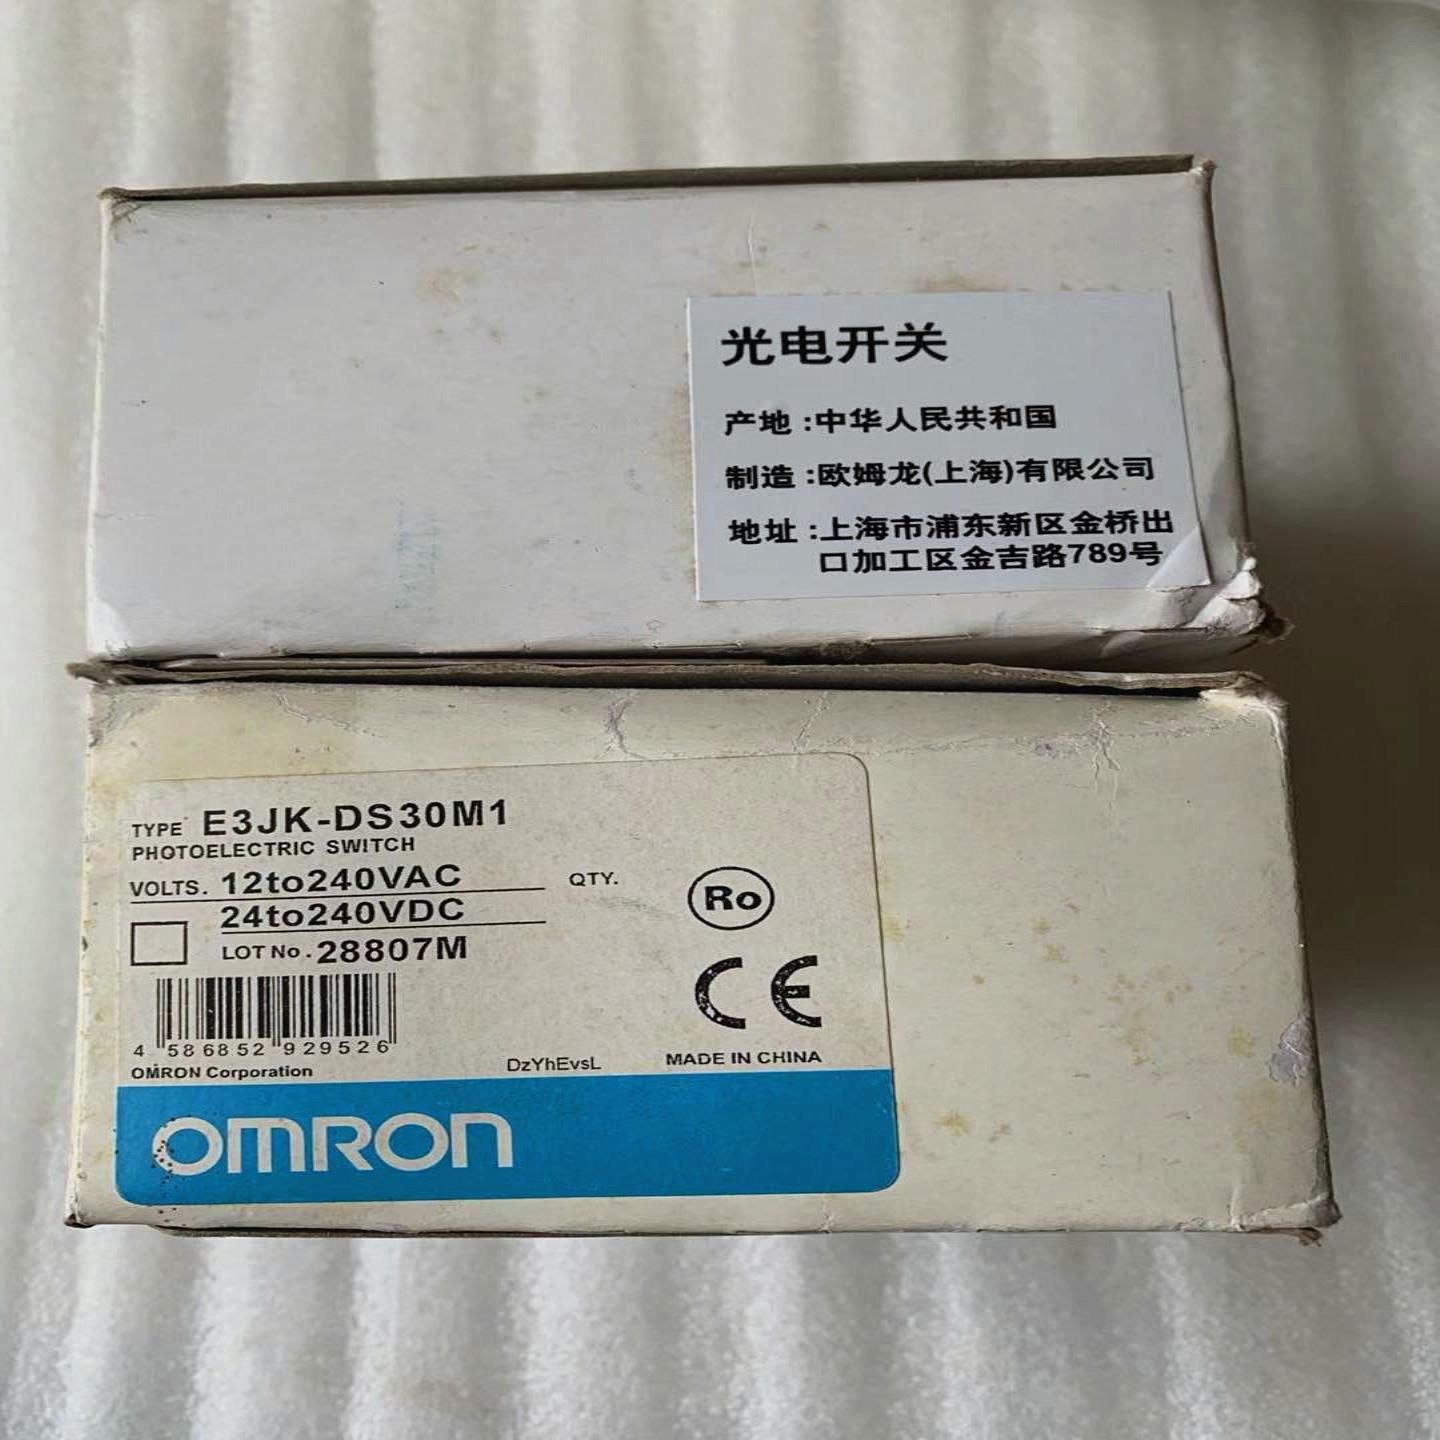 光电开关
产地:中华人民共和国
制造:欧姆龙(上海)有限公司
地址:上海市浦东新区金桥出
口加工区金吉路789号
TYPE E3JK-DS30M1
PHOTOELECTRIC SWITCH
VOLTS. 12to240VAC QTY.
24to240VDC
LOT No. 28807M
Ro
CE
4 586852 929526
OMRON Corporation DzYhEvsL MADE IN CHINA
OMRON